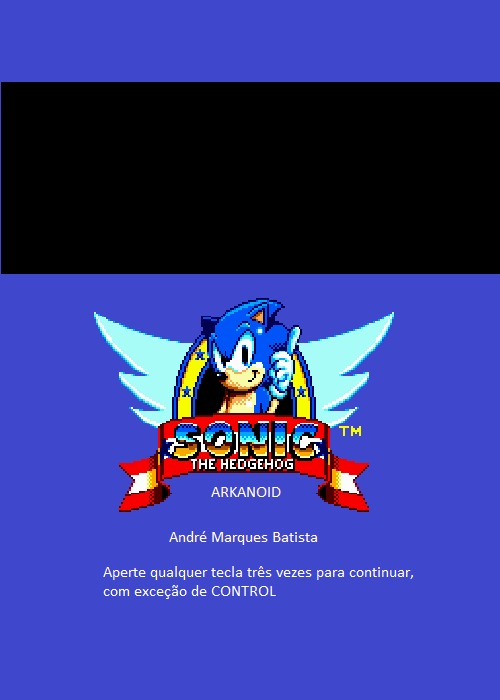 TM
SONIC
THE HEDGEHOG
ARKANOID
André Marques Batista
Aperte qualquer tecla três vezes para continuar,
com exceção de CONTROL